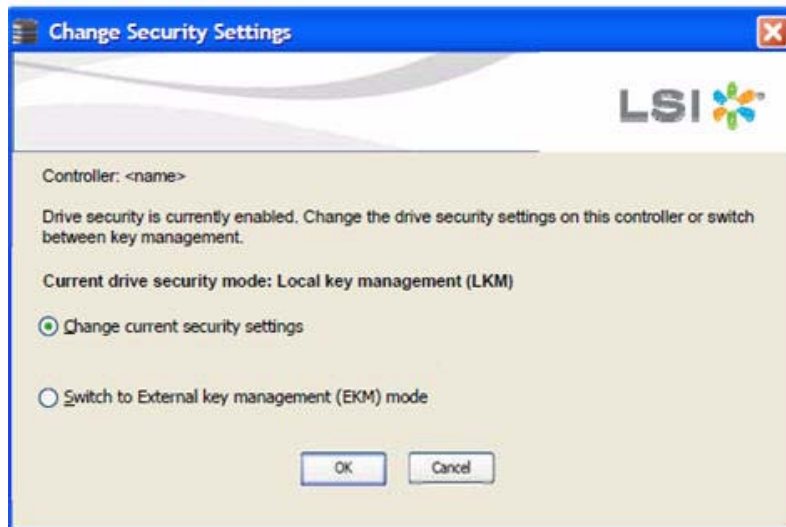 Change Security Settings
LSI
Controller: <name>
Drive security is currently enabled. Change the drive security settings on this controller or switch
between key management.
Current drive security mode: Local key management (LKM)
Change current security settings
Switch to External key management (EKM) mode
OK
Cancel